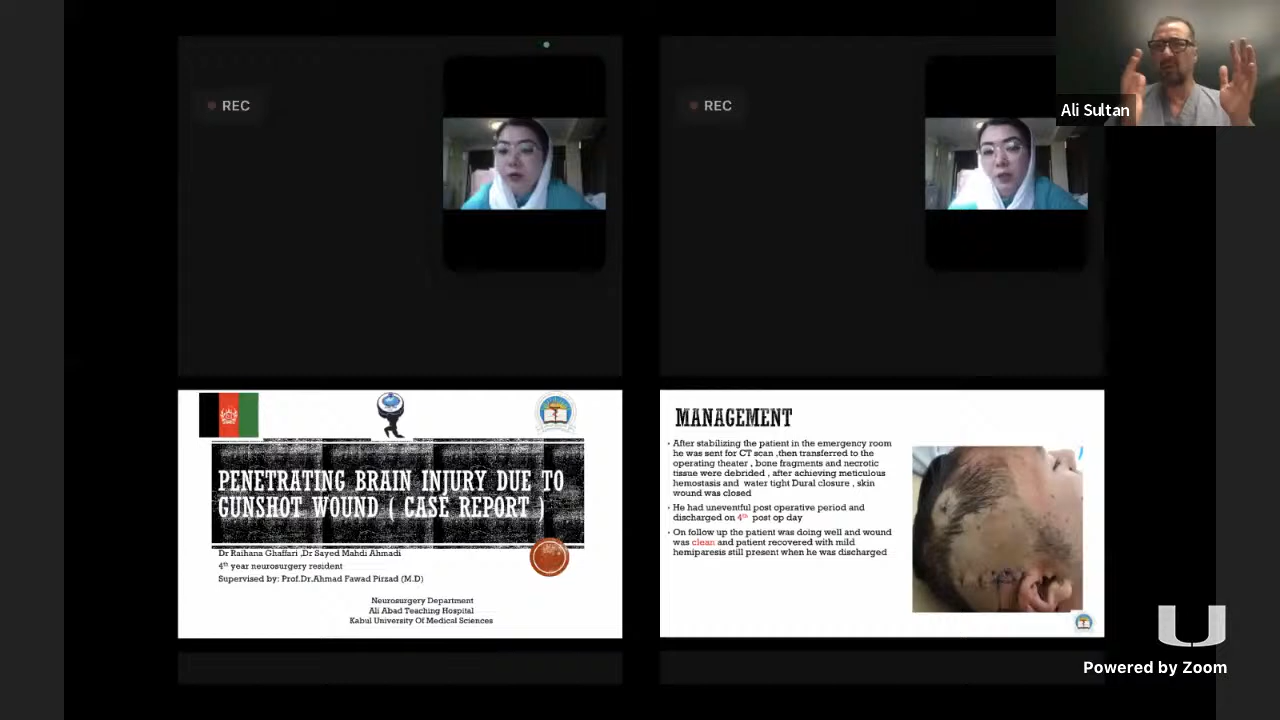 REC
REC
Ali Sultan
PENETRATING BRAIN INJURY DUE TO
GUNSHOT WOUND ( CASE REPORT )
Dr Raihana Ghaffari ,Dr Sayed Mahdi Ahmadi
4th year neurosurgery resident
Supervised by: Prof.Dr.Ahmad Fawad Pirzad (M.D)
Neurosurgery Department
Ali Abad Teaching Hospital
Kabul University Of Medical Sciences
MANAGEMENT
After stabilizing the patient in the emergency room
he was sent for CT scan ,then transferred to the
operating theater , bone fragments and necrotic
tissue were debrided , after achieving meticulous
hemostasis and water tight Dural closure , skin
wound was closed
He had uneventful post operative period and
discharged on 4th post op day
On follow up the patient was doing well and wound
was clean and patient recovered with mild
hemiparesis still present when he was discharged
U
Powered by Zoom